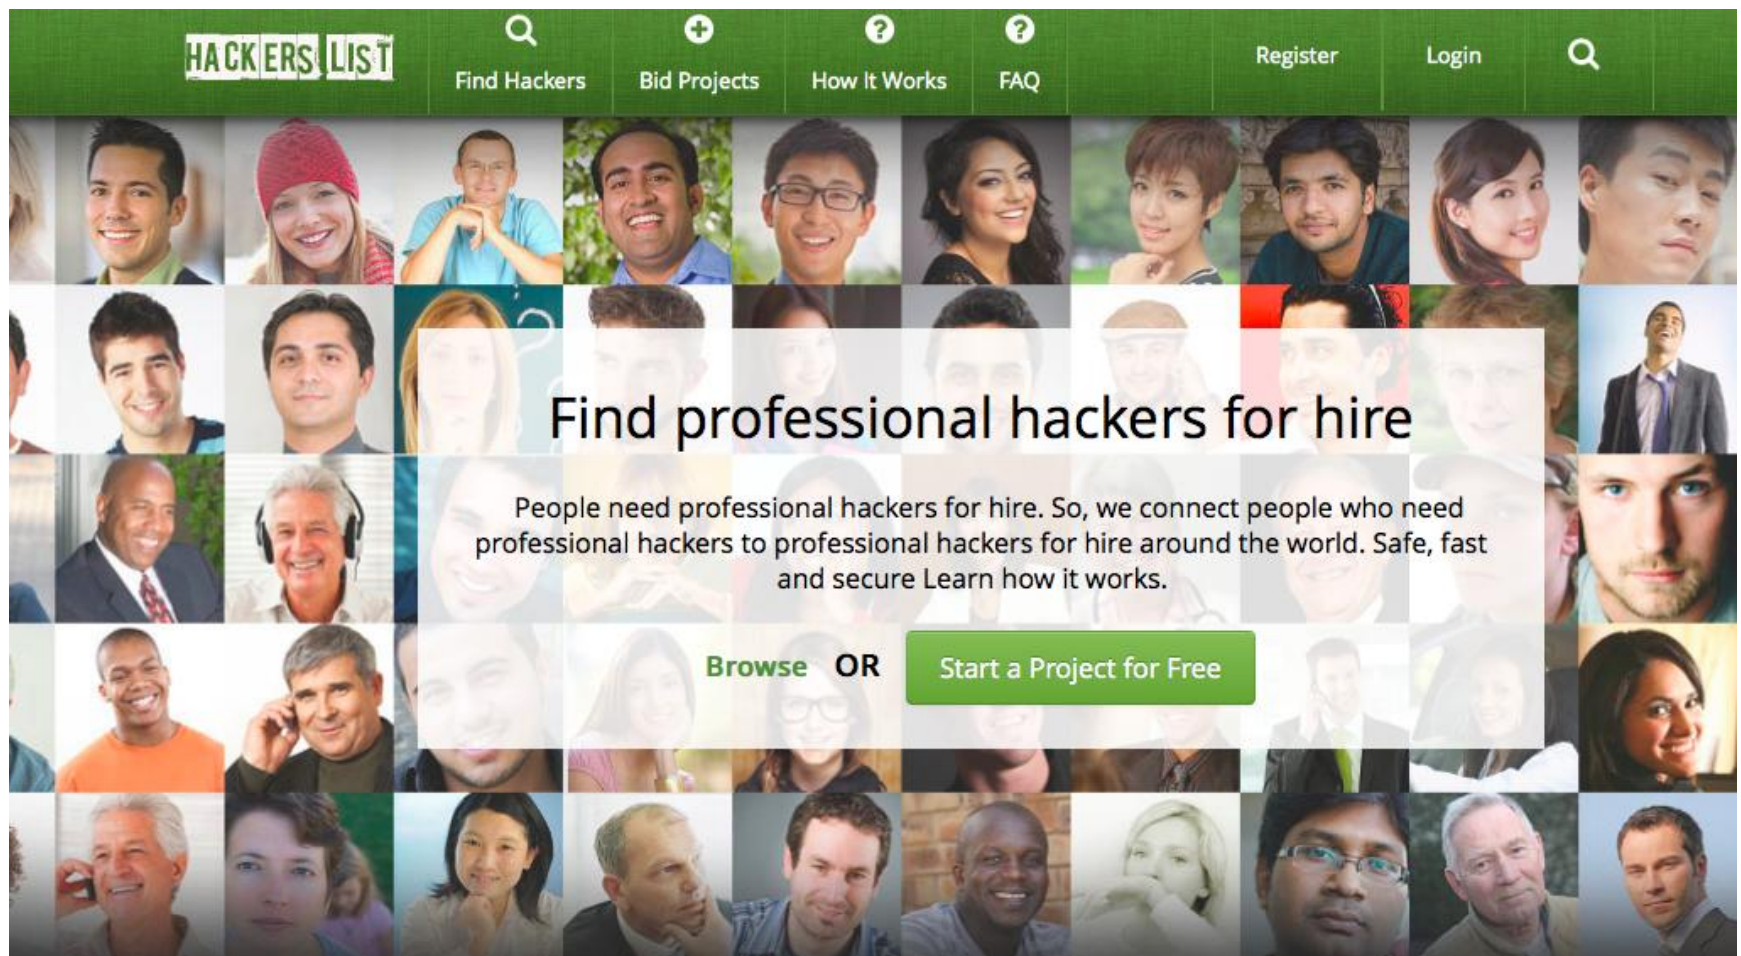 HACKERS LIST
Find Hackers
Bid Projects
How It Works
FAQ
Register
Login
Find professional hackers for hire
People need professional hackers for hire. So, we connect people who need
professional hackers to professional hackers for hire around the world. Safe, fast
and secure Learn how it works.
Browse OR Start a Project for Free